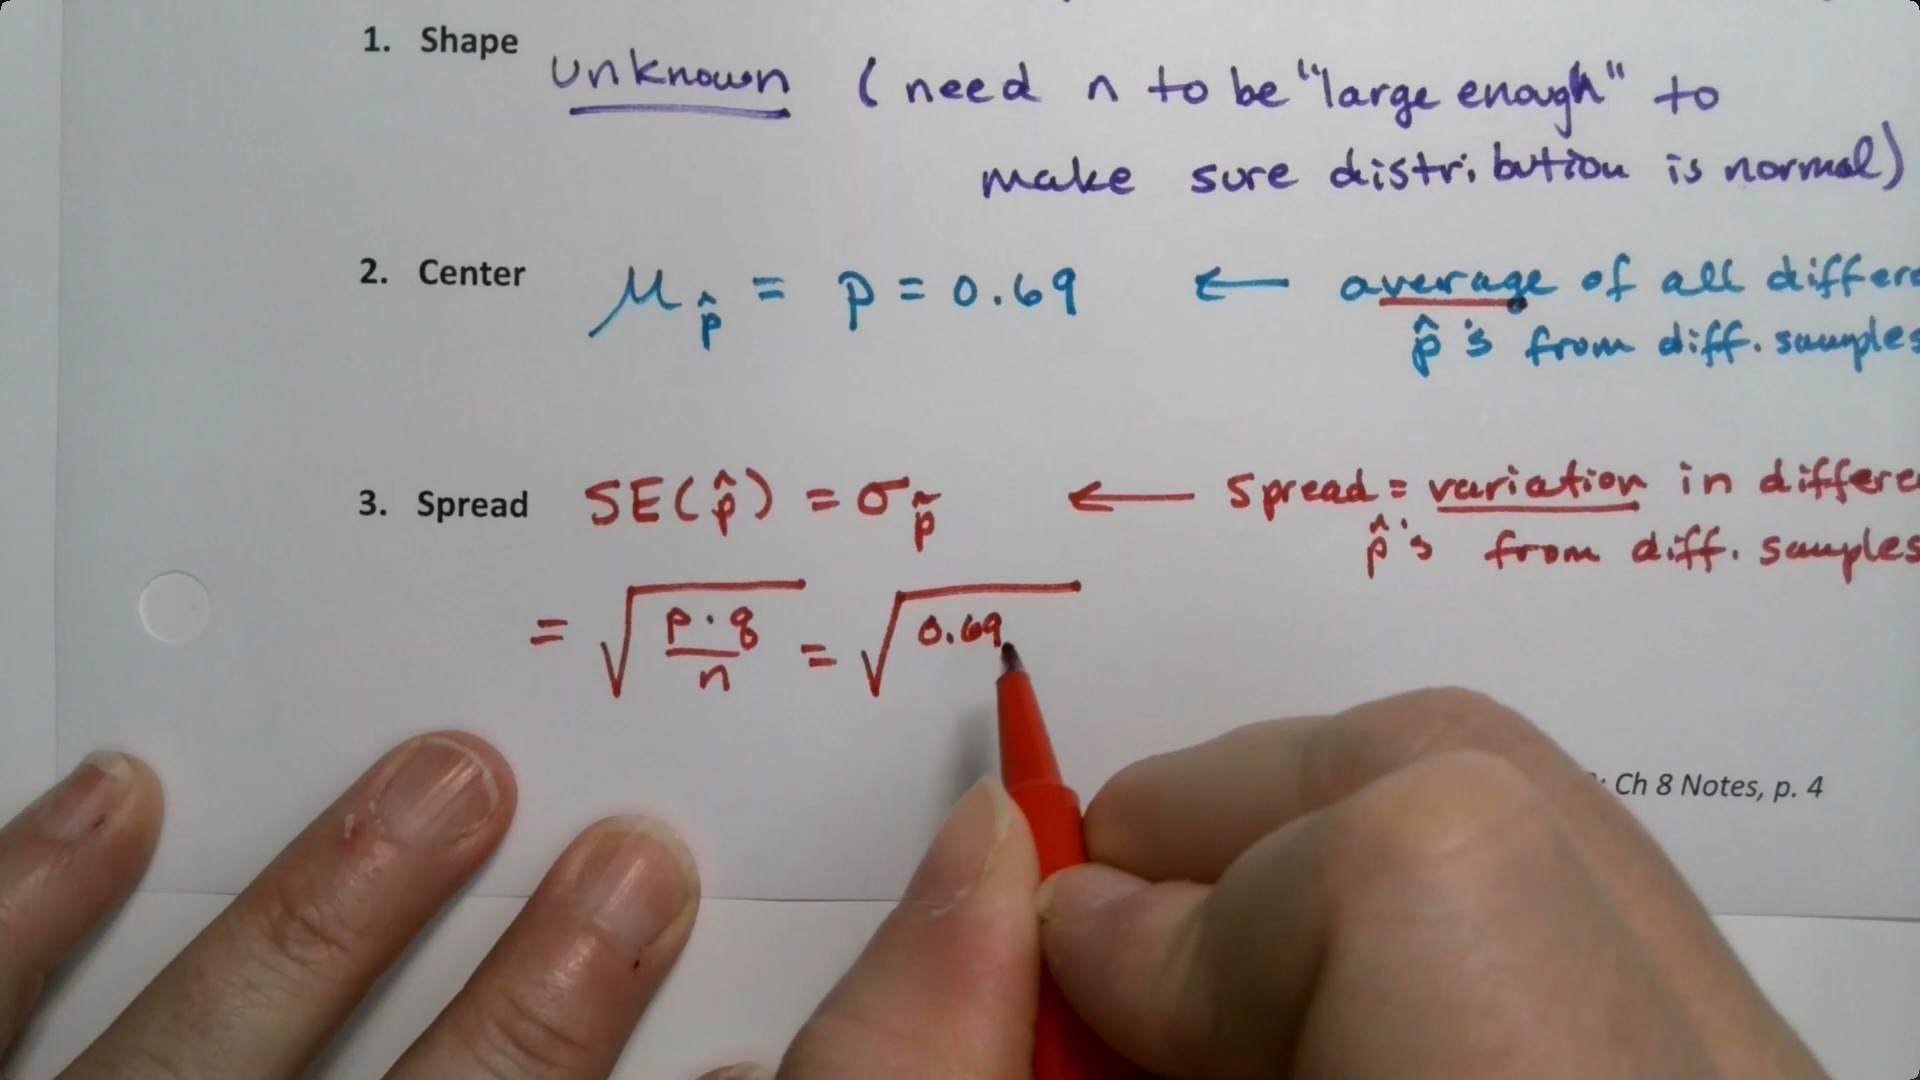 1. Shape unknown (need n to be "large enough" to
make sure distribution is normal)
2. Center μ_p̂ = p = 0.69 ← average of all differe
p̂'s from diff. samples
3. Spread SE(p̂) = σ_p̂ ← spread = variation in differe
p̂'s from diff. samples
= √(p·q/n) = √(0.69
Ch 8 Notes, p. 4